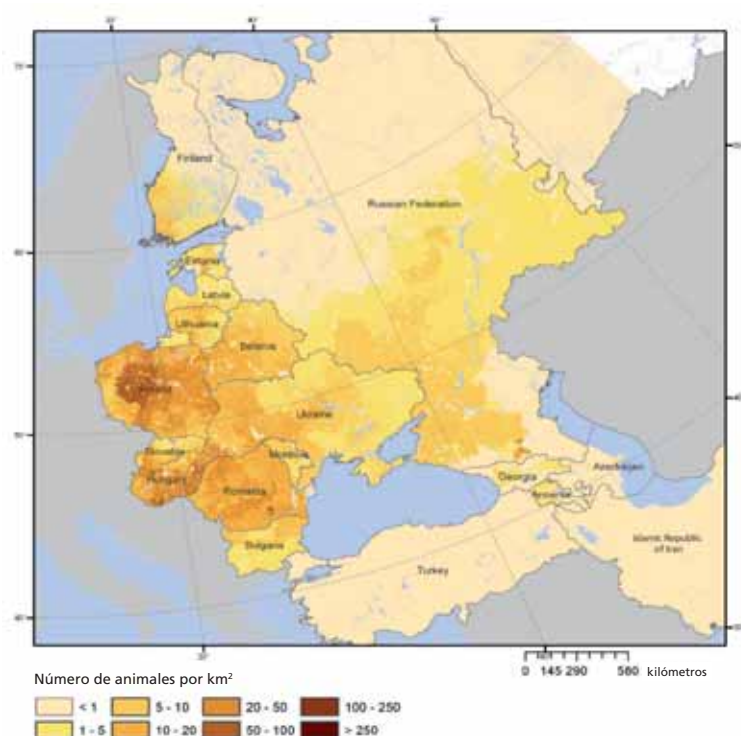 Finland
Russian Federation
Estonia
Latvia
Lithuania
Belarus
Poland
Ukraine
Slovakia
Moldova
Hungary
Romania
Georgia
Azerbaijan
Armenia
Bulgaria
Islamic Republic
of Iran
Turkey
0 145 290 580 kilómetros
Número de animales por km²
< 1 5 - 10 20 - 50 100 - 250
1 - 5 10 - 20 50 - 100 > 250